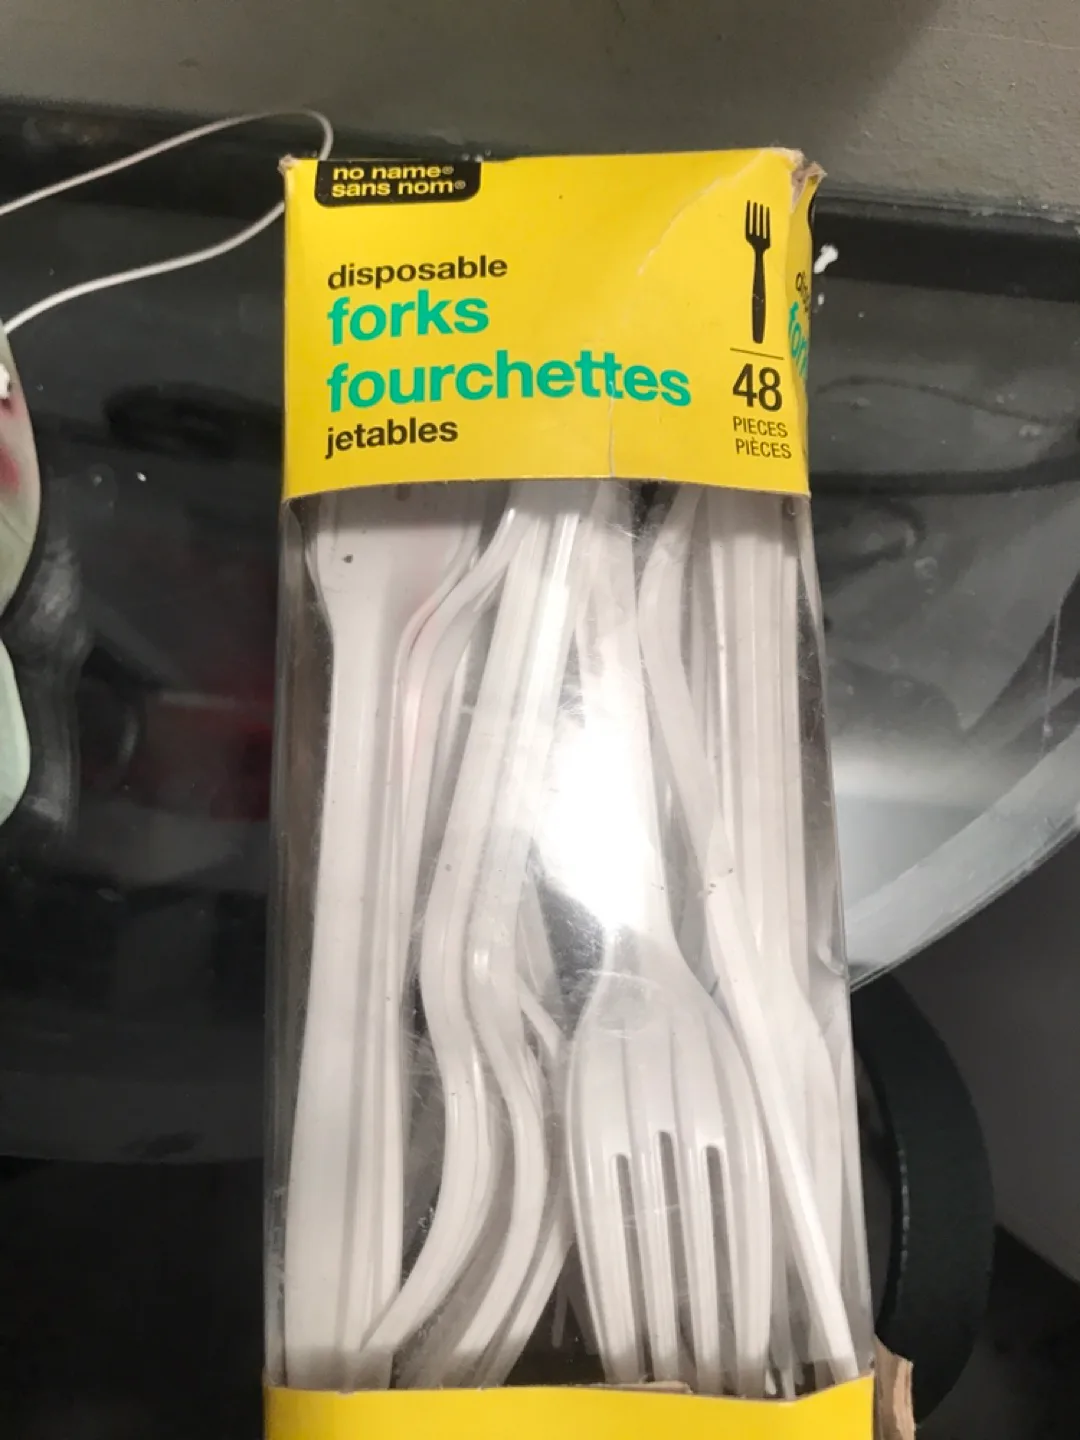 no name®
sans nom®
disposable
forks
fourchettes
jetables
48
PIECES
PIÈCES